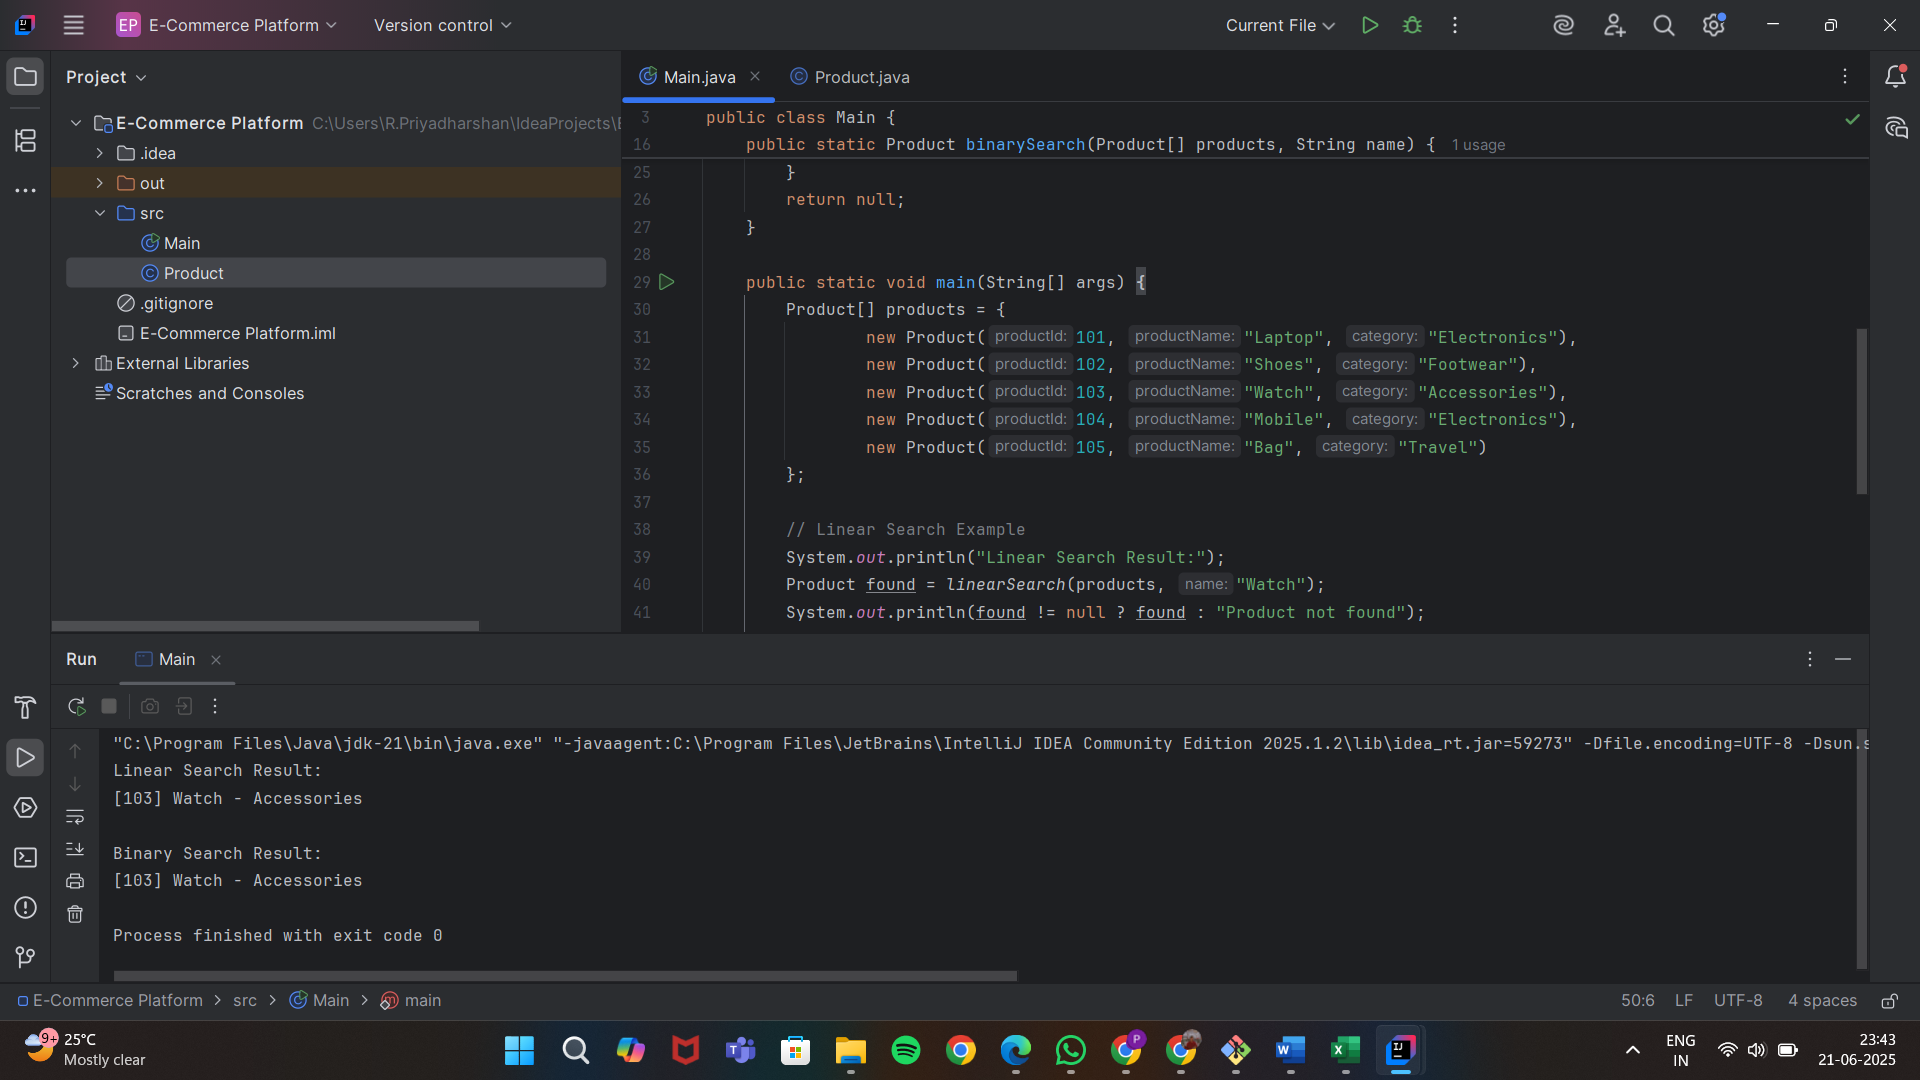 EP E-Commerce Platform Version control Current File
Project
E-Commerce Platform C:\Users\R.Priyadharshan\IdeaProjects\
.idea
out
src
Main
Product
.gitignore
E-Commerce Platform.iml
External Libraries
Scratches and Consoles
Main.java Product.java
3 public class Main {
16 public static Product binarySearch(Product[] products, String name) { 1 usage
25 }
26 return null;
27 }
28
29 public static void main(String[] args) {
30 Product[] products = {
31 new Product( productId: 101, productName: "Laptop", category: "Electronics"),
32 new Product( productId: 102, productName: "Shoes", category: "Footwear"),
33 new Product( productId: 103, productName: "Watch", category: "Accessories"),
34 new Product( productId: 104, productName: "Mobile", category: "Electronics"),
35 new Product( productId: 105, productName: "Bag", category: "Travel")
36 };
37
38 // Linear Search Example
39 System.out.println("Linear Search Result:");
40 Product found = linearSearch(products, name: "Watch");
41 System.out.println(found != null ? found : "Product not found");
Run Main
"C:\Program Files\Java\jdk-21\bin\java.exe" "-javaagent:C:\Program Files\JetBrains\IntelliJ IDEA Community Edition 2025.1.2\lib\idea_rt.jar=59273" -Dfile.encoding=UTF-8 -Dsun.s
Linear Search Result:
[103] Watch - Accessories
Binary Search Result:
[103] Watch - Accessories
Process finished with exit code 0
E-Commerce Platform > src > Main > main 50:6 LF UTF-8 4 spaces
9+ 25°C
Mostly clear
ENG
IN
23:43
21-06-2025